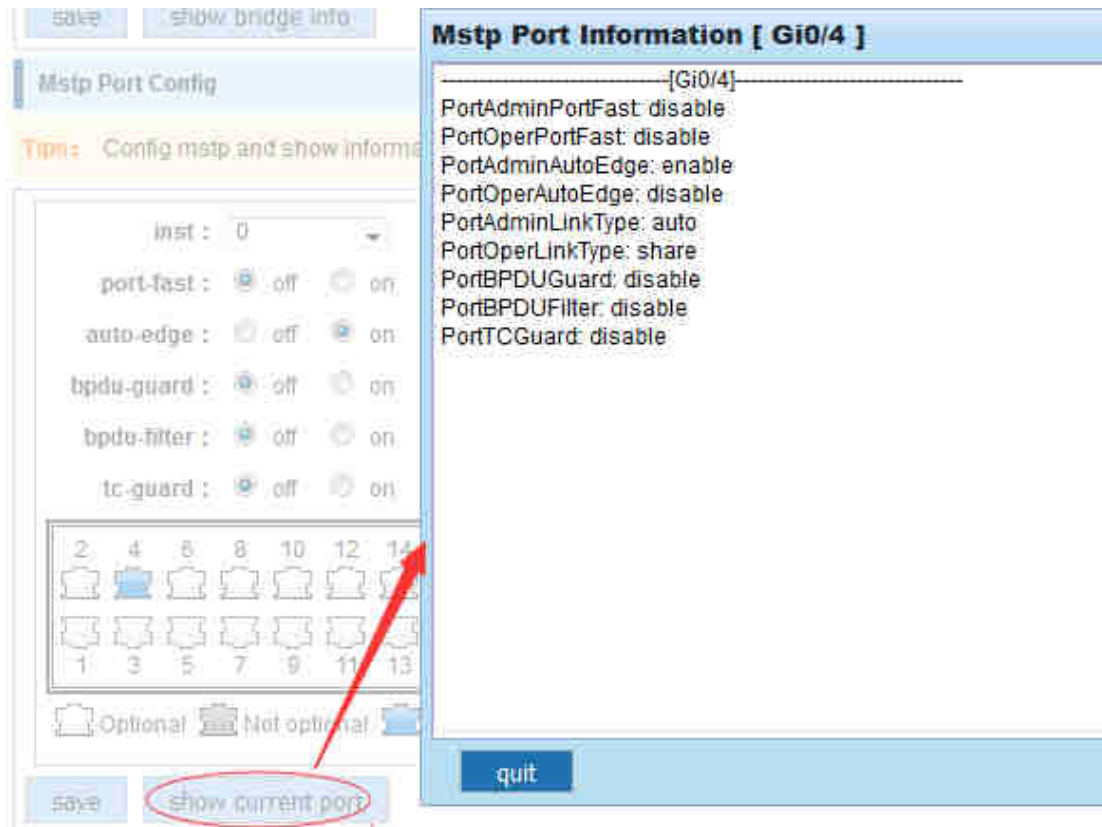 save show bridge info
Mstp Port Config
Tips: Config mstp and show informa
inst : 0
port-fast : off on
auto-edge : off on
bpdu-guard : off on
bpdu-filter : off on
tc-guard : off on
2 4 6 8 10 12 14
1 3 5 7 9 11 13
Optional Not optional
save show current port
Mstp Port Information [ Gi0/4 ]
------------------------------[Gi0/4]------------------------------
PortAdminPortFast: disable
PortOperPortFast: disable
PortAdminAutoEdge: enable
PortOperAutoEdge: disable
PortAdminLinkType: auto
PortOperLinkType: share
PortBPDUGuard: disable
PortBPDUFilter: disable
PortTCGuard: disable
quit